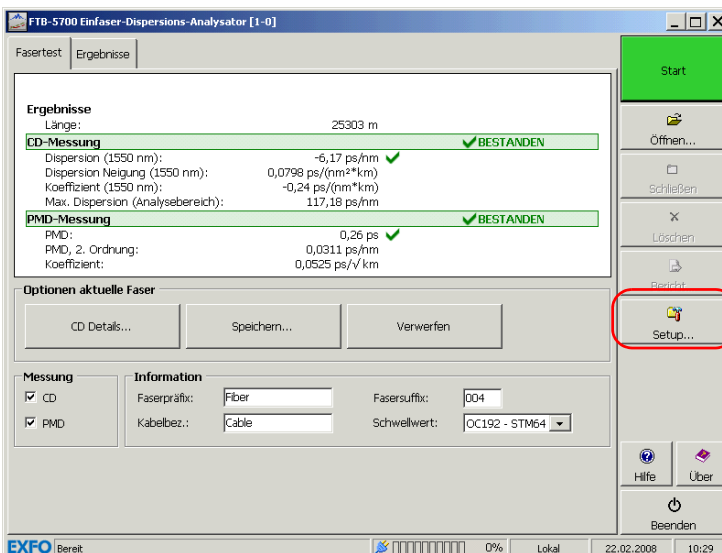 FTB-5700 Einfaser-Dispersions-Analysator [1-0]
Fasertest Ergebnisse
Ergebnisse
Länge: 25303 m
CD-Messung BESTANDEN
Dispersion (1550 nm): -6,17 ps/nm
Dispersion Neigung (1550 nm): 0,0798 ps/(nm²*km)
Koeffizient (1550 nm): -0,24 ps/(nm*km)
Max. Dispersion (Analysebereich): 117,18 ps/nm
PMD-Messung BESTANDEN
PMD: 0,26 ps
PMD, 2. Ordnung: 0,0311 ps/nm
Koeffizient: 0,0525 ps/√km
Optionen aktuelle Faser
CD Details... Speichern... Verwerfen
Messung
CD
PMD
Information
Faserpräfix: Fiber Fasersuffix: 004
Kabelbez.: Cable Schwellwert: OC192 - STM64
Start
Öffnen...
Schließen
Löschen
Bericht...
Setup...
Hilfe Über
Beenden
EXFO Bereit 0% Lokal 22.02.2008 10:29